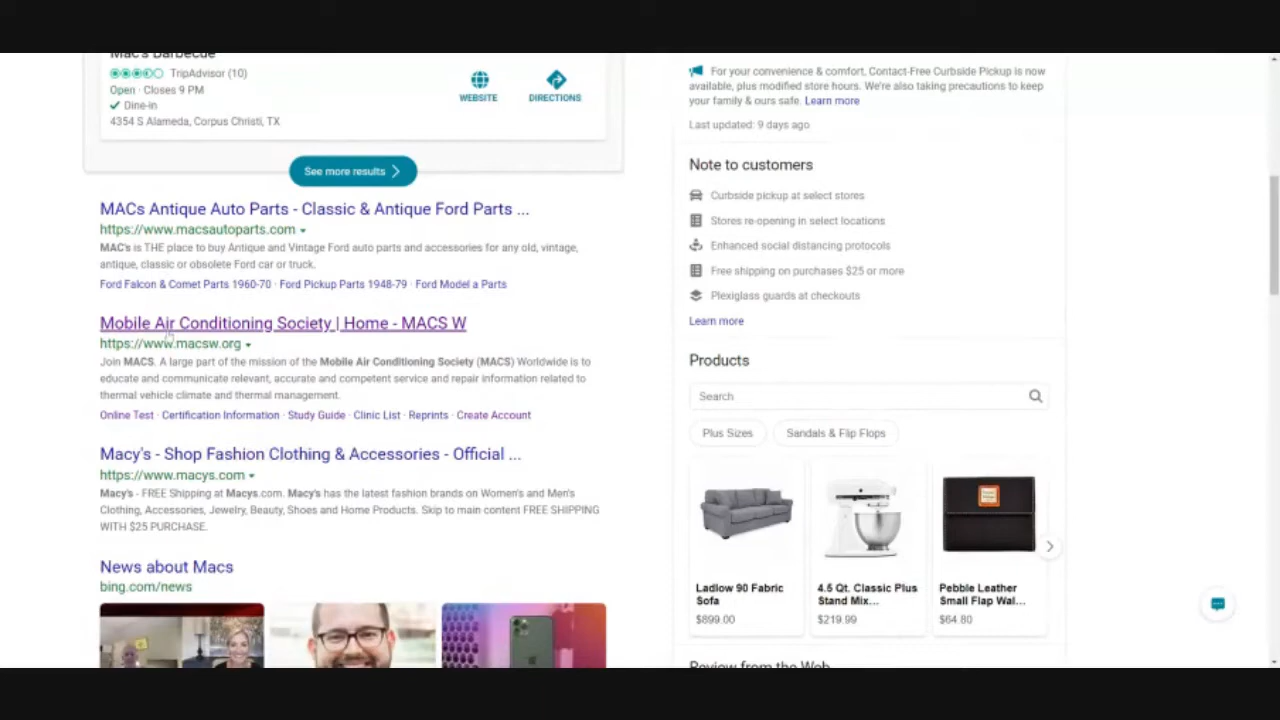 Mac's Barbecue
TripAdvisor (10)
Open · Closes 9 PM
Dine-in
4354 S Alameda, Corpus Christi, TX
WEBSITE
DIRECTIONS
See more results
MACs Antique Auto Parts - Classic & Antique Ford Parts ...
https://www.macsautoparts.com
MAC's is THE place to buy Antique and Vintage Ford auto parts and accessories for any old, vintage,
antique, classic or obsolete Ford car or truck.
Ford Falcon & Comet Parts 1960-70 · Ford Pickup Parts 1948-79 · Ford Model a Parts
Mobile Air Conditioning Society | Home - MACS W
https://www.macsw.org
Join MACS. A large part of the mission of the Mobile Air Conditioning Society (MACS) Worldwide is to
educate and communicate relevant, accurate and competent service and repair information related to
thermal vehicle climate and thermal management.
Online Test · Certification Information · Study Guide · Clinic List · Reprints · Create Account
Macy's - Shop Fashion Clothing & Accessories - Official ...
https://www.macys.com
Macy's - FREE Shipping at Macys.com. Macy's has the latest fashion brands on Women's and Men's
Clothing, Accessories, Jewelry, Beauty, Shoes and Home Products. Skip to main content FREE SHIPPING
WITH $25 PURCHASE.
News about Macs
bing.com/news
For your convenience & comfort, Contact-Free Curbside Pickup is now
available, plus modified store hours. We're also taking precautions to keep
your family & ours safe. Learn more
Last updated: 9 days ago
Note to customers
Curbside pickup at select stores
Stores re-opening in select locations
Enhanced social distancing protocols
Free shipping on purchases $25 or more
Plexiglass guards at checkouts
Learn more
Products
Search
Plus Sizes
Sandals & Flip Flops
Ladlow 90 Fabric
Sofa
$899.00
4.5 Qt. Classic Plus
Stand Mix...
$219.99
Pebble Leather
Small Flap Wal...
$64.80
Review from the Web